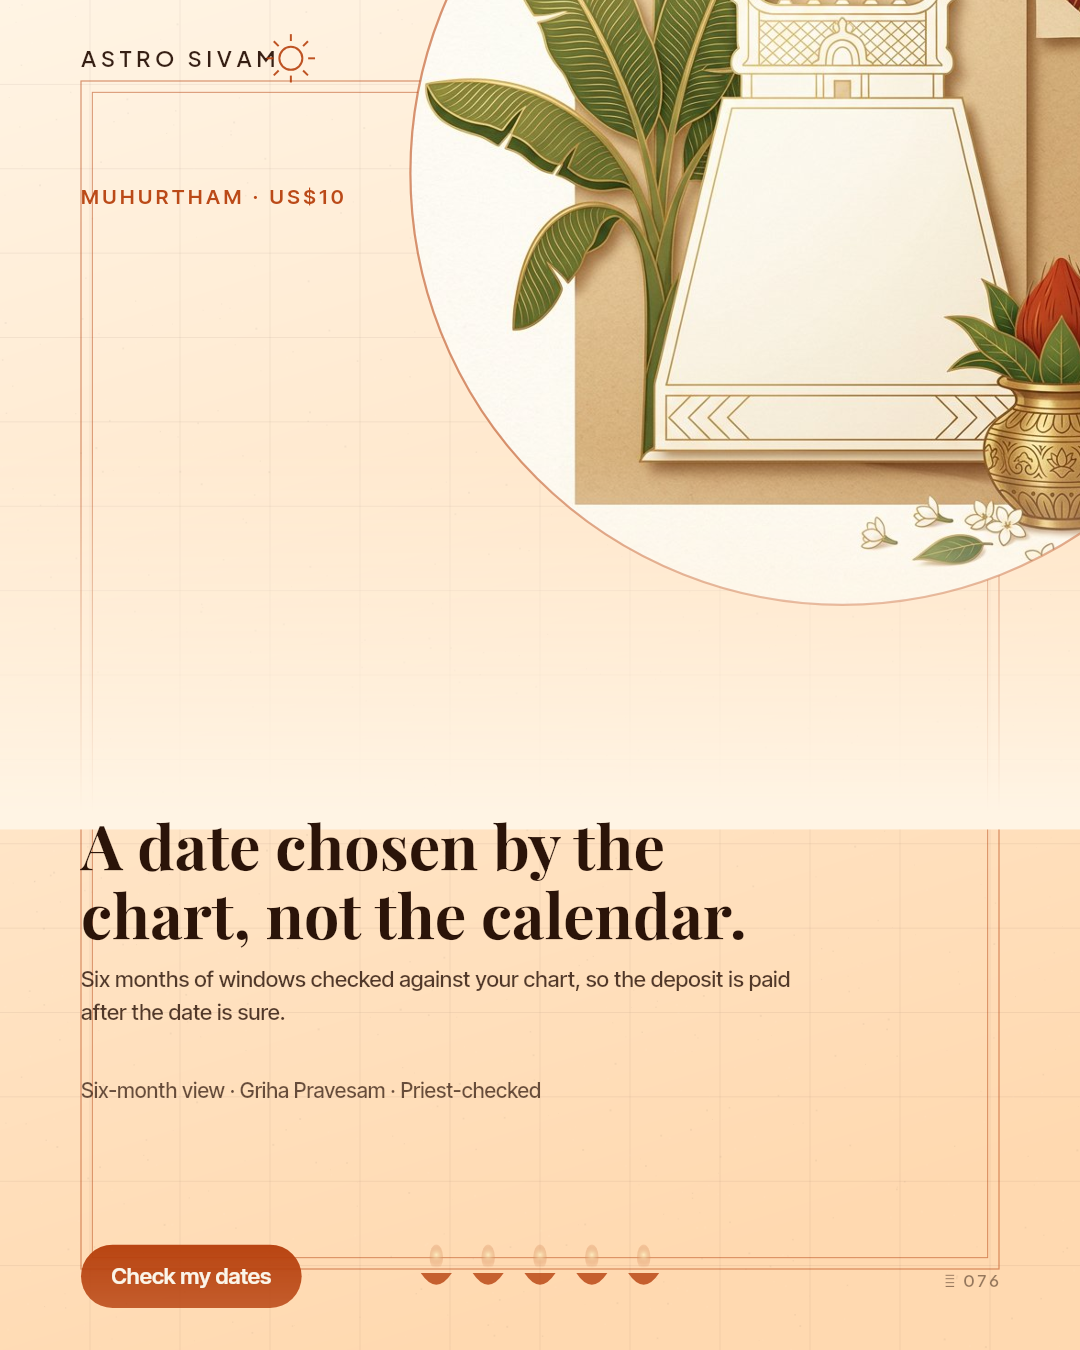 ASTRO SIVAM
MUHURTHAM · US$10
A date chosen by the
chart, not the calendar.
Six months of windows checked against your chart, so the deposit is paid
after the date is sure.
Six-month view · Griha Pravesam · Priest-checked
Check my dates
076